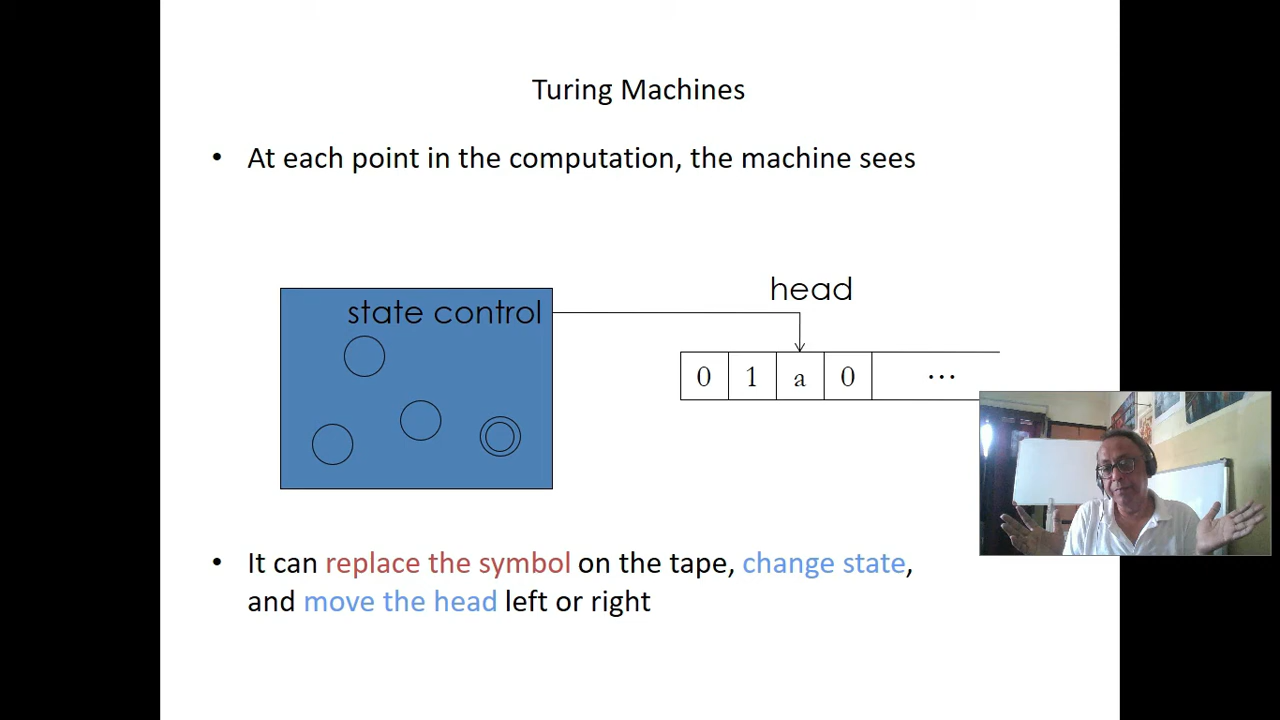 Turing Machines
• At each point in the computation, the machine sees
head
state control
0 1 a 0 ⋯
• It can replace the symbol on the tape, change state,
and move the head left or right